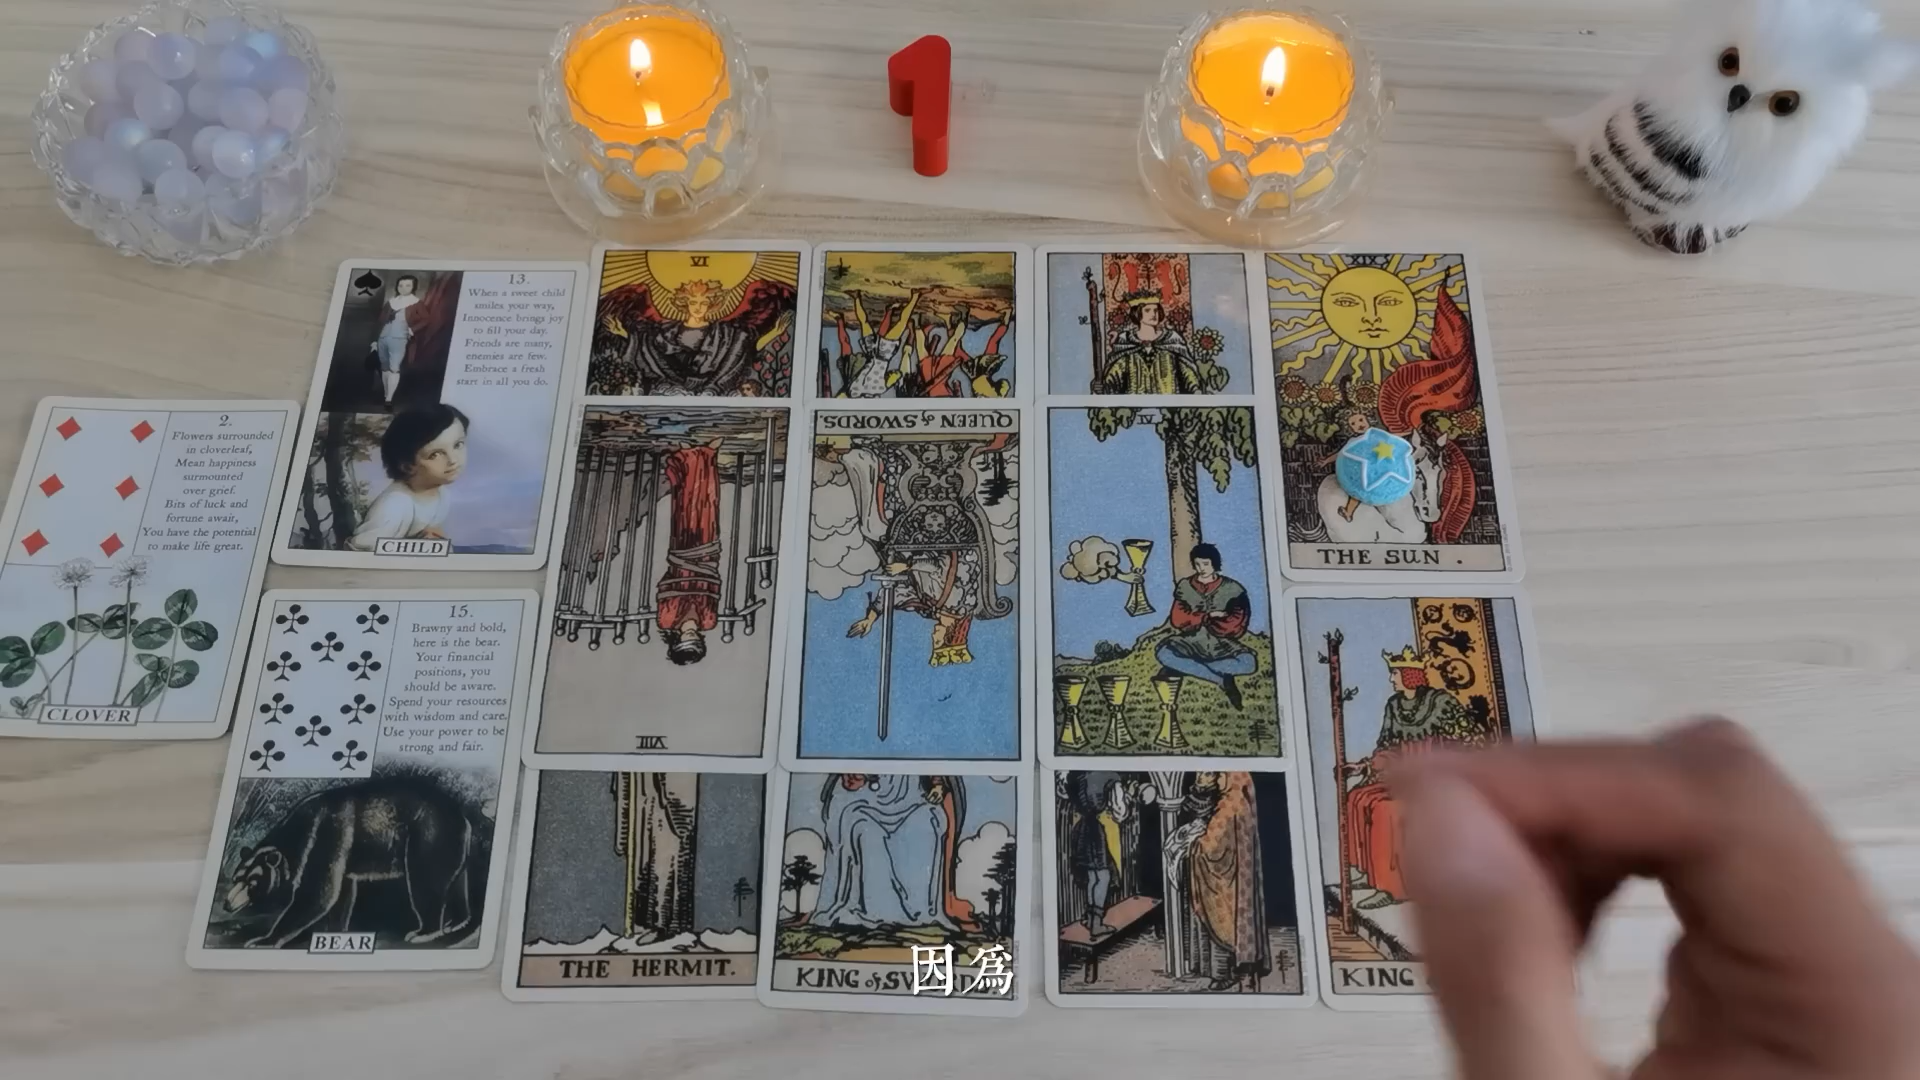 13.
When a sweet child
smiles your way,
Innocence brings joy
to fill your day.
Friends are many,
enemies are few.
Embrace a fresh
start in all you do.
CHILD
2.
Flowers surrounded
in cloverleaf,
Mean happiness
surmounted
over grief.
Bits of luck and
fortune await,
You have the potential
to make life great.
CLOVER
15.
Brawny and bold,
here is the bear.
Your financial
positions, you
should be aware.
Spend your resources
with wisdom and care.
Use your power to be
strong and fair.
BEAR
VI
XIX
QUEEN of SWORDS.
IV
THE SUN .
VIII
THE HERMIT.
KING of SW
KING
因爲